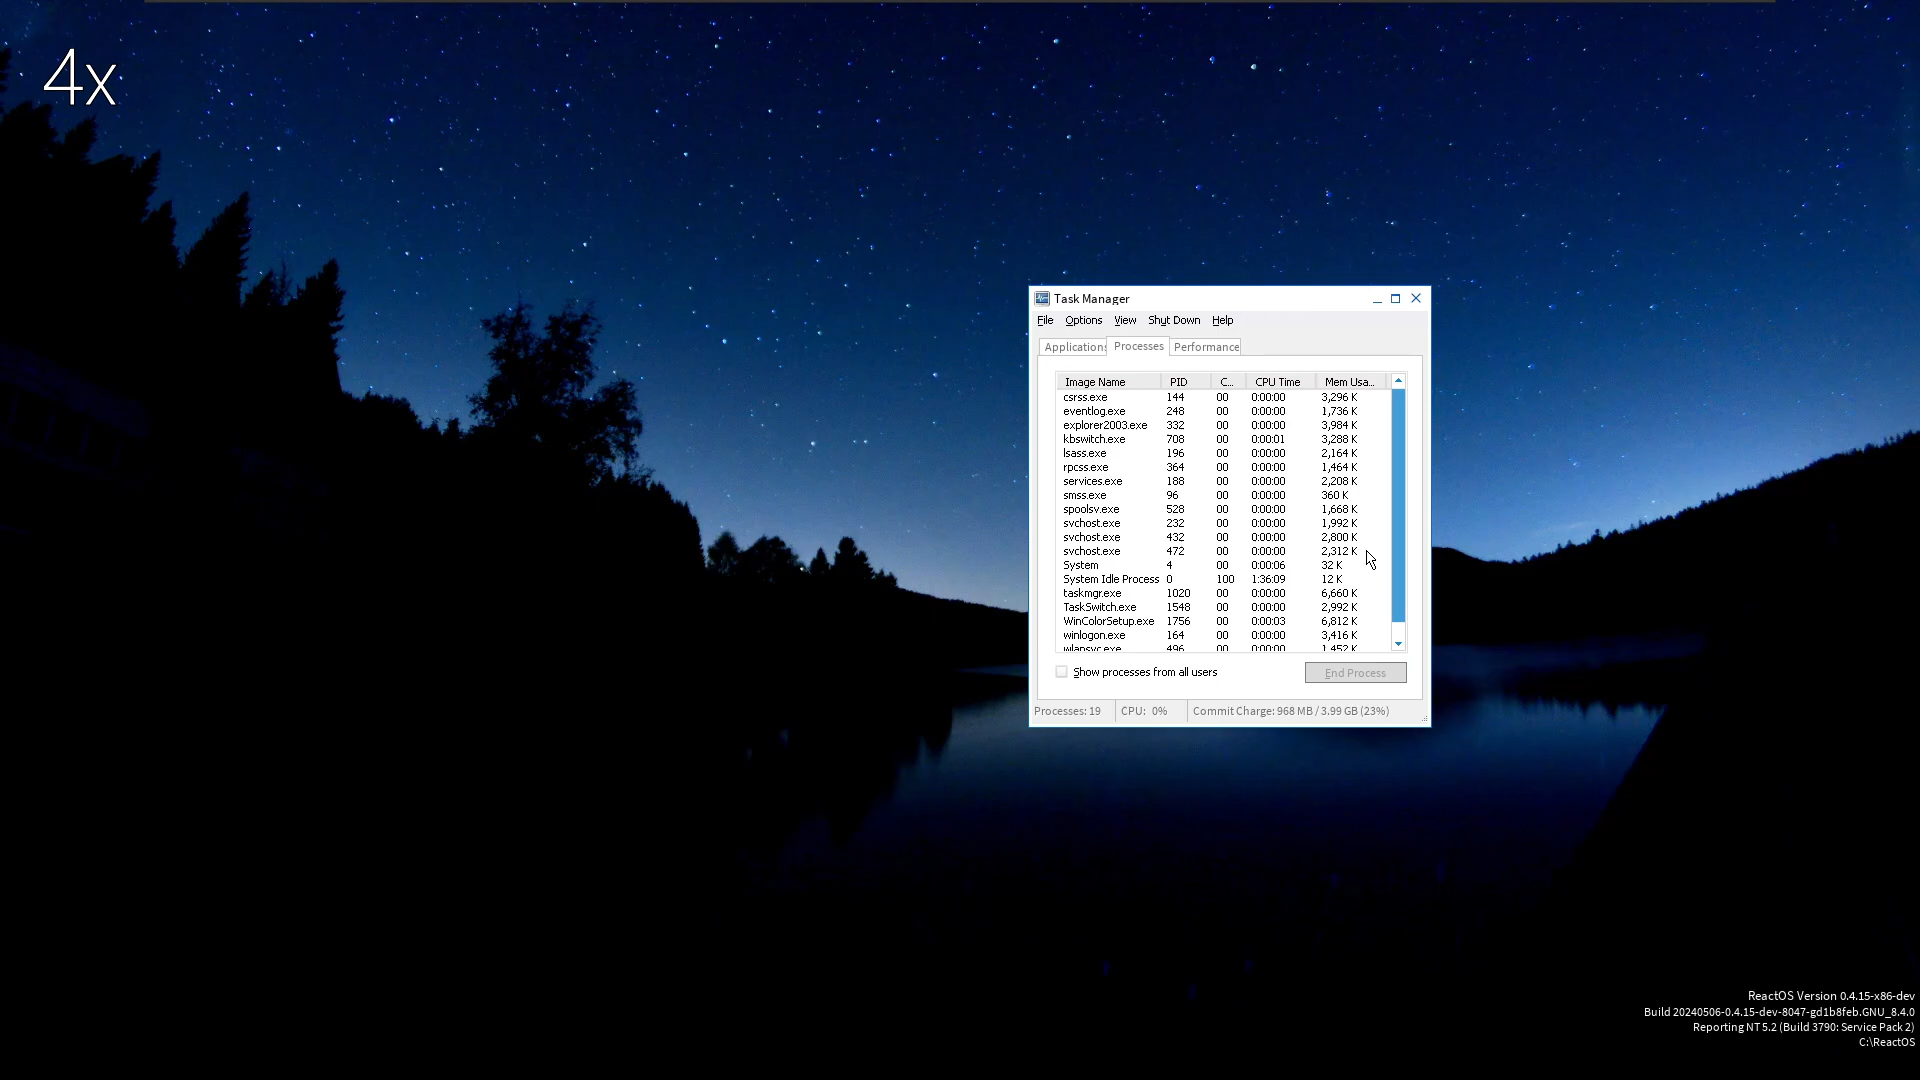 4x
Task Manager
File Options View Shut Down Help
Applications Processes Performance
Image Name PID C... CPU Time Mem Usa...
csrss.exe 144 00 0:00:00 3,296 K
eventlog.exe 248 00 0:00:00 1,736 K
explorer2003.exe 332 00 0:00:00 3,984 K
kbswitch.exe 708 00 0:00:01 3,288 K
lsass.exe 196 00 0:00:00 2,164 K
rpcss.exe 364 00 0:00:00 1,464 K
services.exe 188 00 0:00:00 2,208 K
smss.exe 96 00 0:00:00 360 K
spoolsv.exe 528 00 0:00:00 1,668 K
svchost.exe 232 00 0:00:00 1,992 K
svchost.exe 432 00 0:00:00 2,800 K
svchost.exe 472 00 0:00:00 2,312 K
System 4 00 0:00:06 32 K
System Idle Process 0 100 1:36:09 12 K
taskmgr.exe 1020 00 0:00:00 6,660 K
TaskSwitch.exe 1548 00 0:00:00 2,992 K
WinColorSetup.exe 1756 00 0:00:03 6,812 K
winlogon.exe 164 00 0:00:00 3,416 K
wlansvc.exe 496 00 0:00:00 1,452 K
Show processes from all users End Process
Processes: 19 CPU: 0% Commit Charge: 968 MB / 3.99 GB (23%)
ReactOS Version 0.4.15-x86-dev
Build 20240506-0.4.15-dev-8047-gd1b8feb.GNU_8.4.0
Reporting NT 5.2 (Build 3790: Service Pack 2)
C:\ReactOS